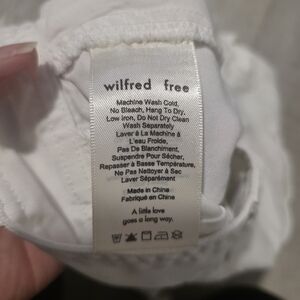 wilfred free
Machine Wash Cold,
No Bleach, Hang To Dry,
Low Iron, Do Not Dry Clean
Wash Separately
Laver à La Machine à
L'eau Froide,
Pas De Blanchiment,
Suspendre Pour Sécher,
Repasser à Basse Température,
Ne Pas Nettoyer à Sec
Laver Séparément
Made in China
Fabriqué en China
A little love
goes a long way.